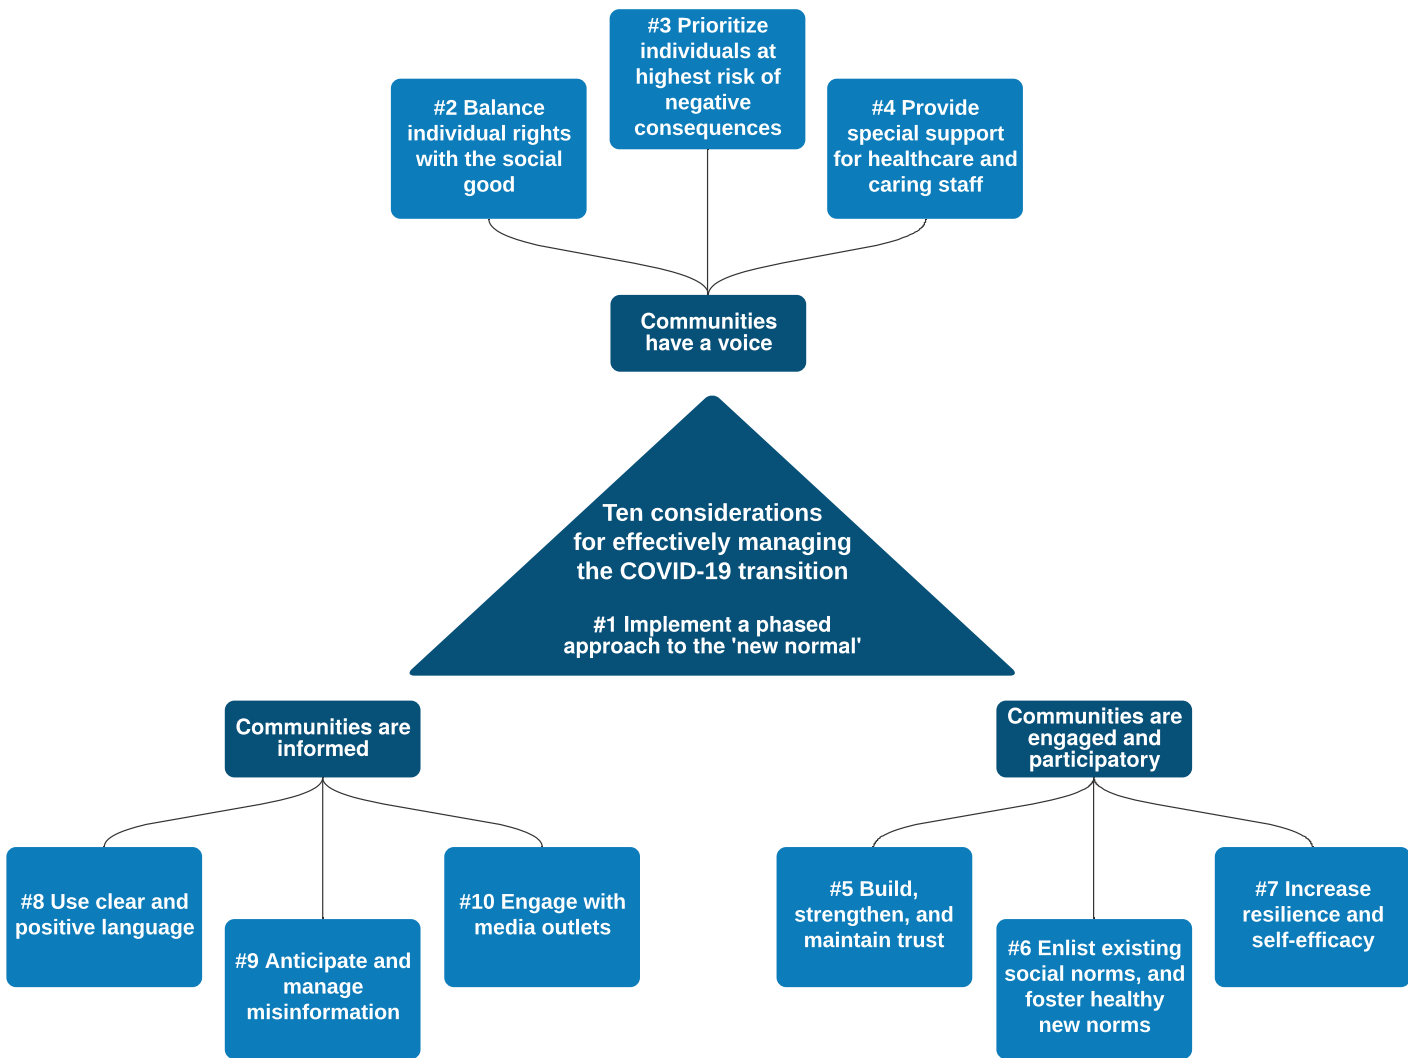 #3 Prioritize
individuals at
highest risk of
negative
consequences
#2 Balance
individual rights
with the social
good
#4 Provide
special support
for healthcare and
caring staff
Communities
have a voice
Ten considerations
for effectively managing
the COVID-19 transition
#1 Implement a phased
approach to the 'new normal'
Communities are
informed
Communities are
engaged and
participatory
#8 Use clear and
positive language
#9 Anticipate and
manage
misinformation
#10 Engage with
media outlets
#5 Build,
strengthen, and
maintain trust
#6 Enlist existing
social norms, and
foster healthy
new norms
#7 Increase
resilience and
self-efficacy